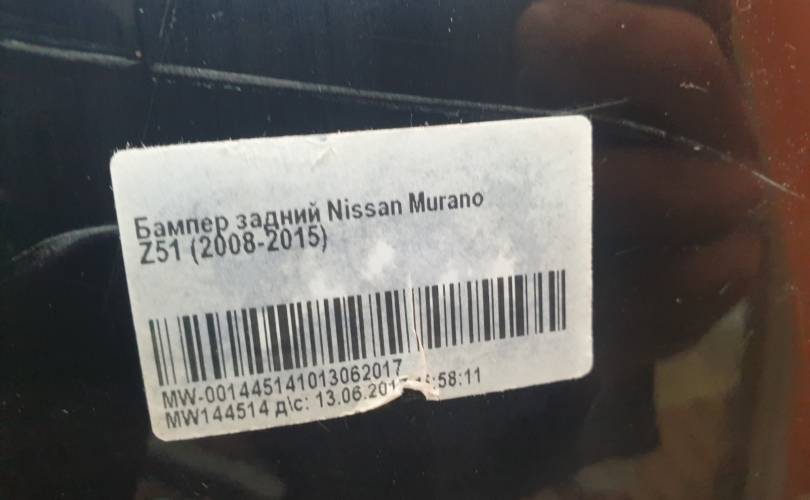 Бампер задний Nissan Murano
Z51 (2008-2015)
MW-001445141013062017
MW144514 д\с: 13.06.201 :58:11